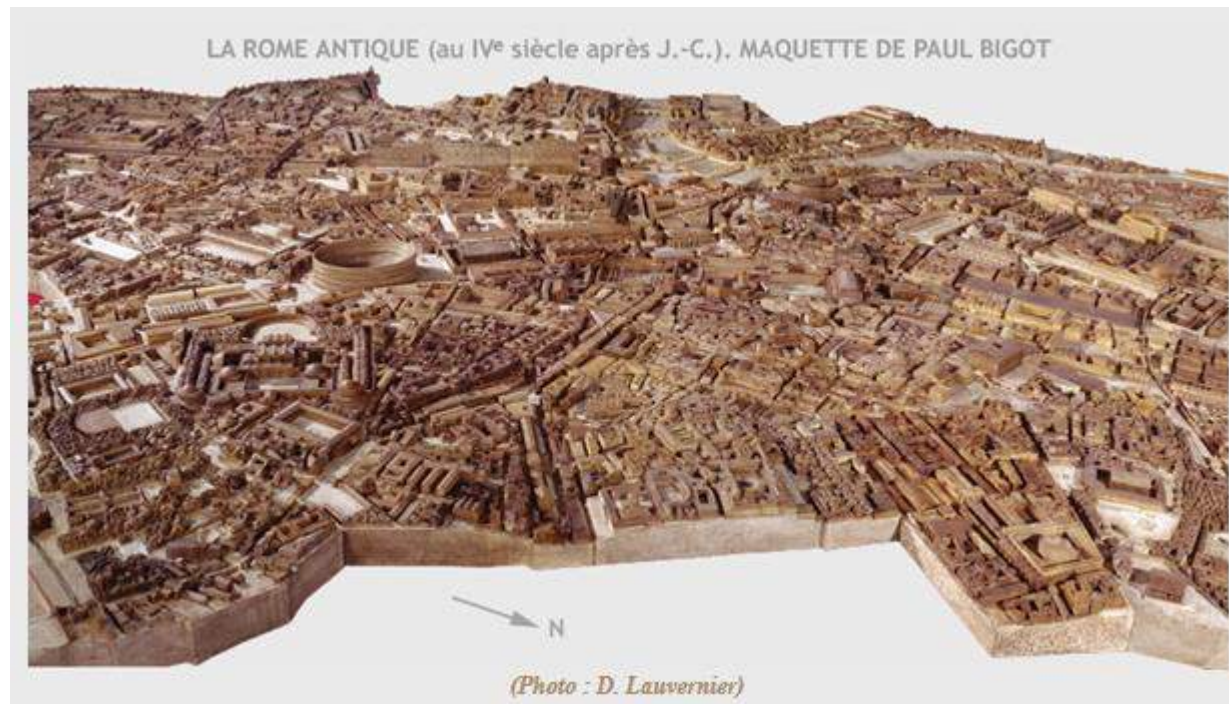 LA ROME ANTIQUE (au IVe siècle après J.-C.). MAQUETTE DE PAUL BIGOT
N
(Photo : D. Lauvernier)